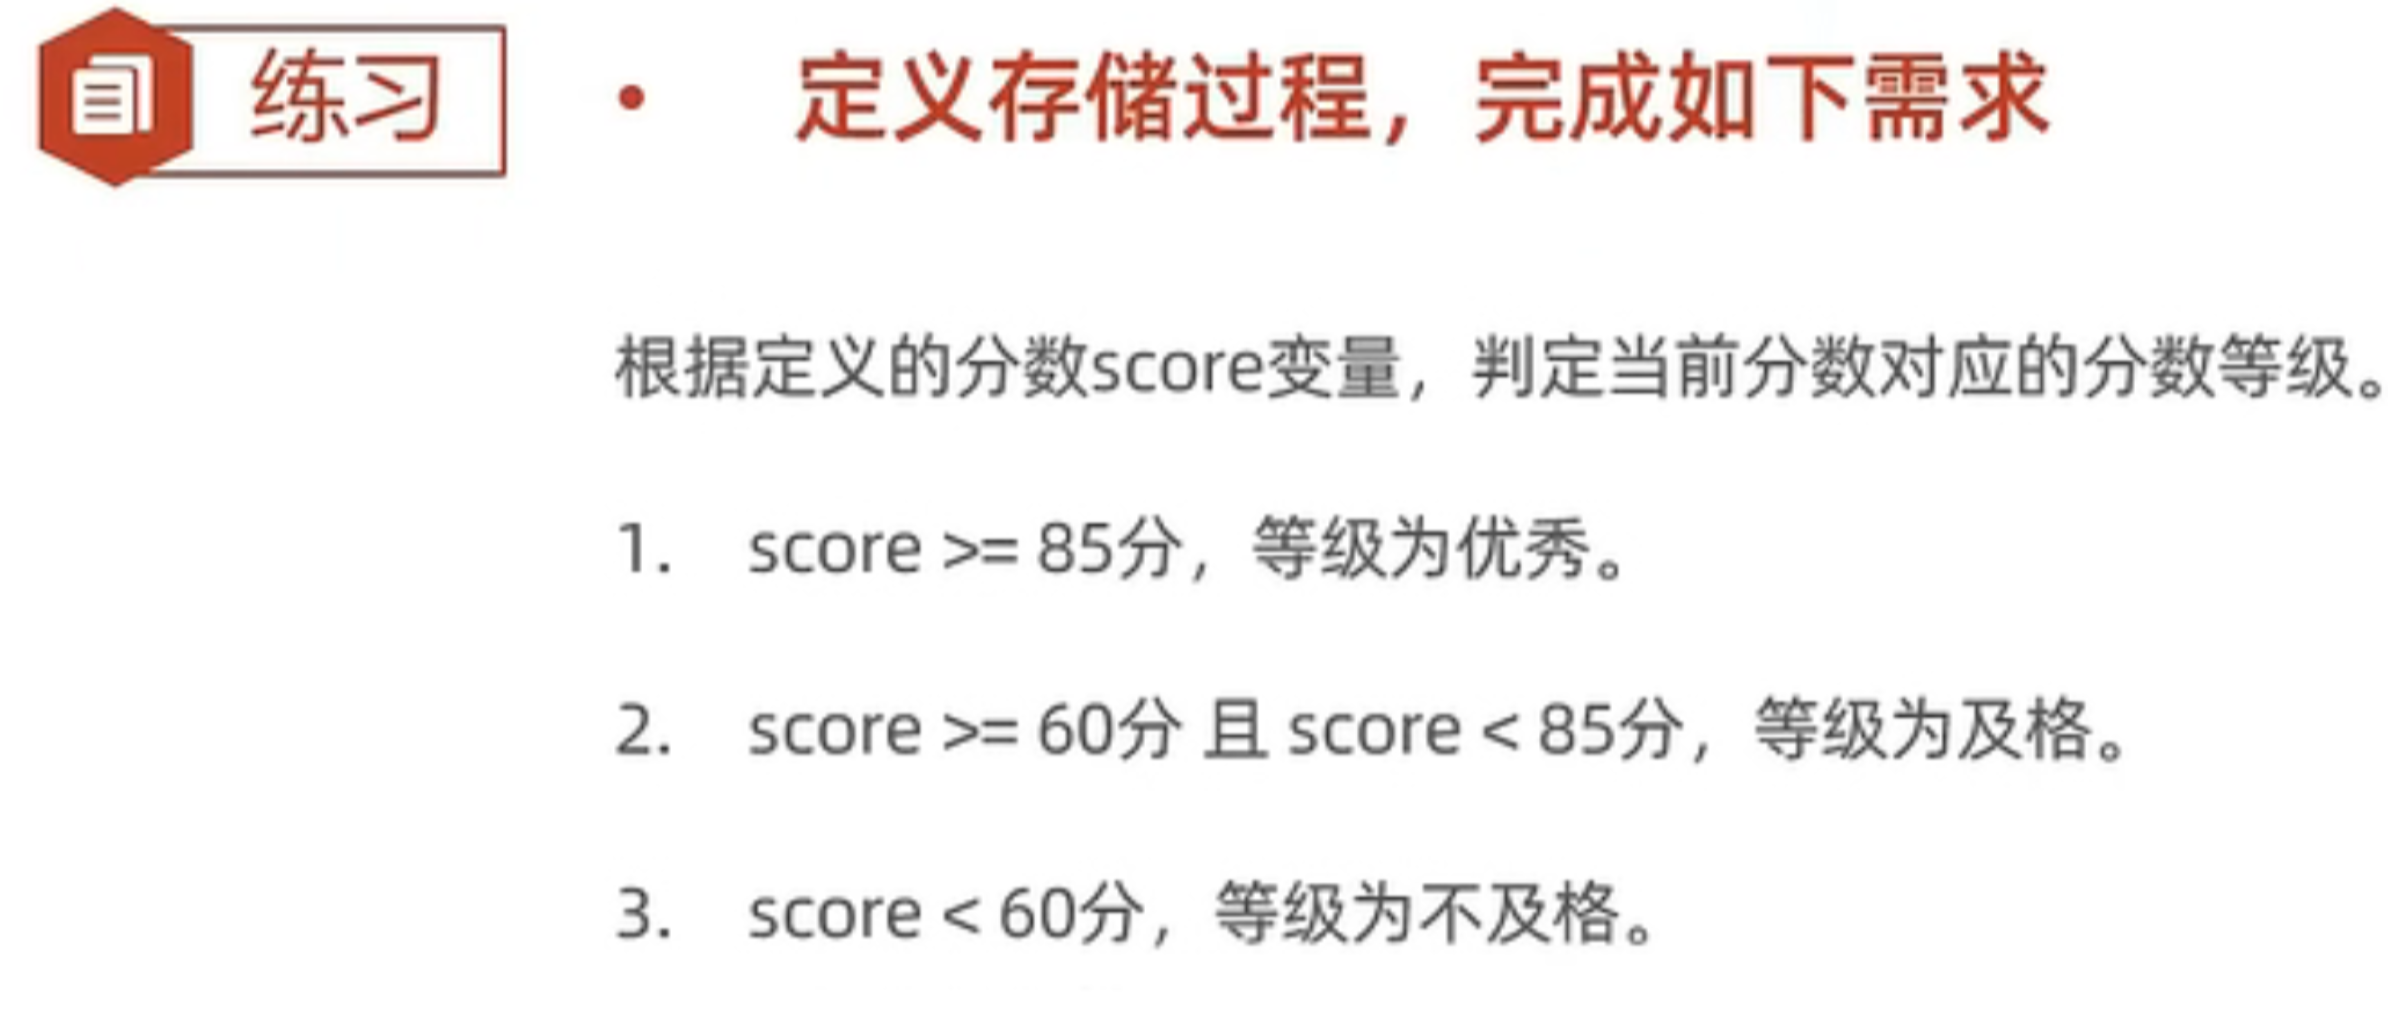 练习
• 定义存储过程，完成如下需求
根据定义的分数score变量，判定当前分数对应的分数等级。
1. score >= 85分，等级为优秀。
2. score >= 60分 且 score < 85分，等级为及格。
3. score < 60分，等级为不及格。